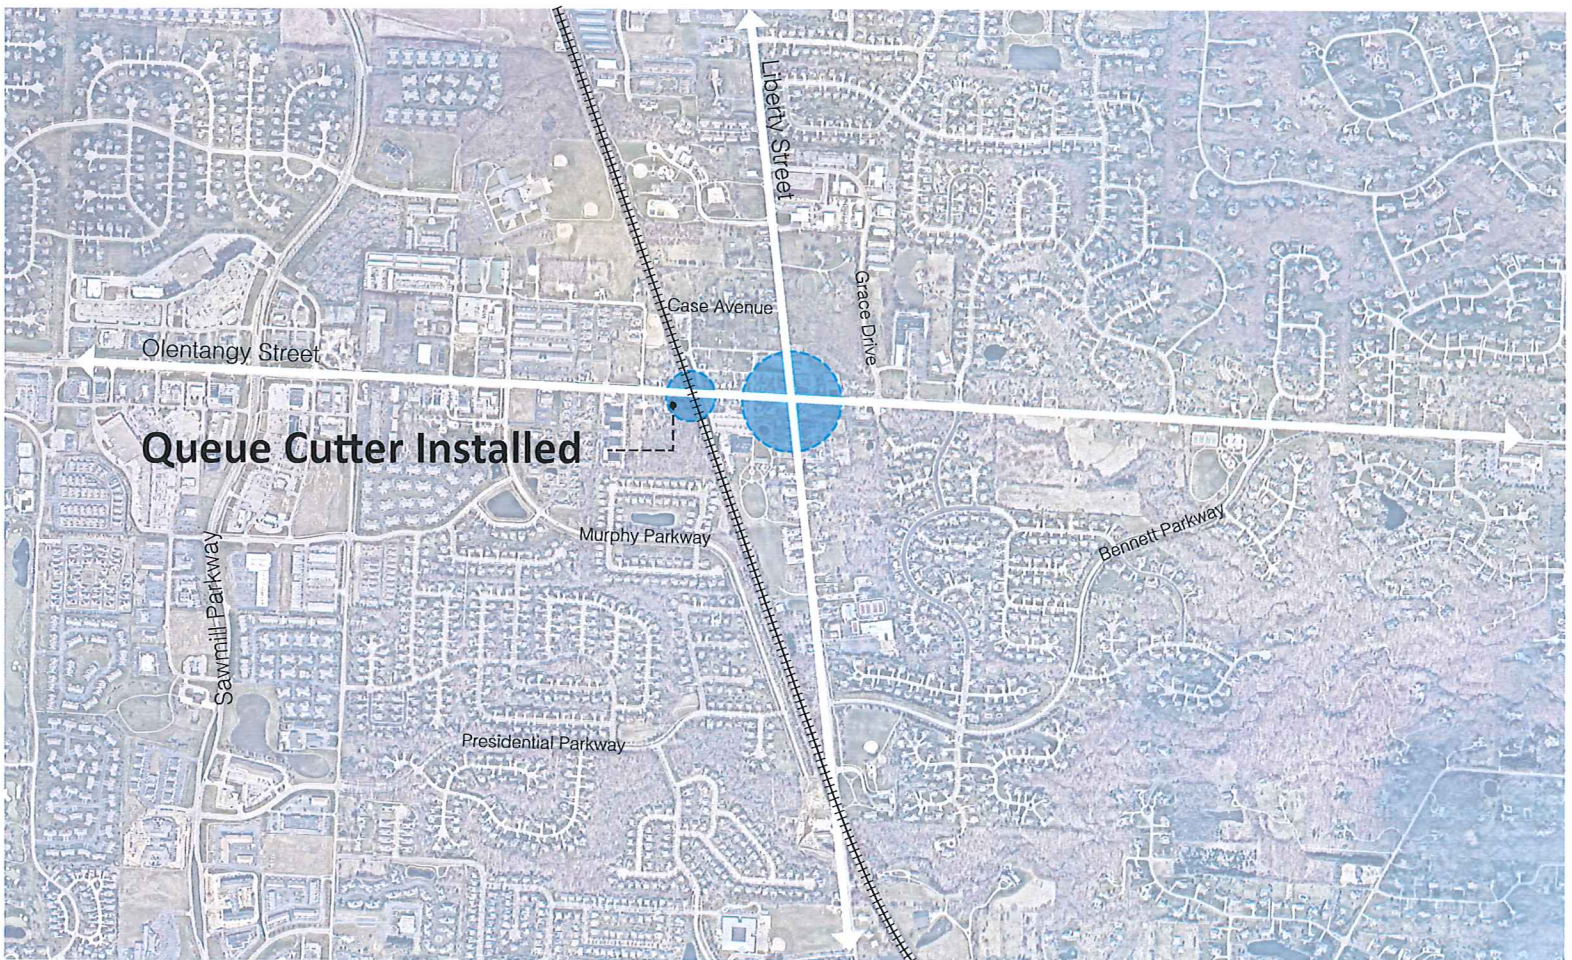 Liberty Street
Case Avenue
Grace Drive
Olentangy Street
Queue Cutter Installed
Murphy Parkway
Bennett Parkway
Sawmill Parkway
Presidential Parkway